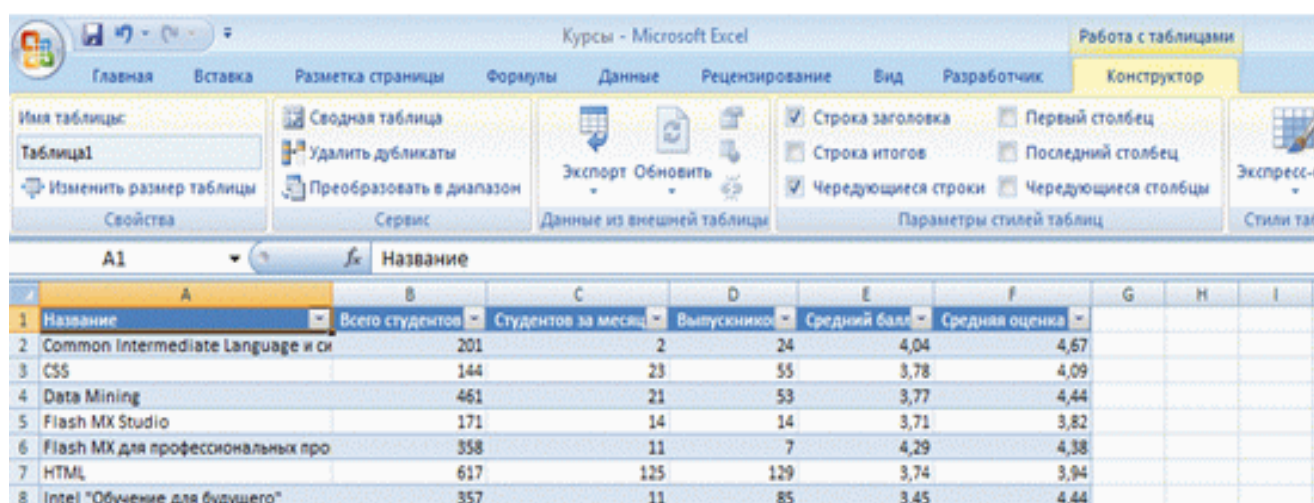 Курсы - Microsoft Excel Работа с таблицами
Главная Вставка Разметка страницы Формулы Данные Рецензирование Вид Разработчик Конструктор
Имя таблицы: Сводная таблица Строка заголовка Первый столбец
Таблица1 Удалить дубликаты Экспорт Обновить Строка итогов Последний столбец Экспресс-
Изменить размер таблицы Преобразовать в диапазон Чередующиеся строки Чередующиеся столбцы
Свойства Сервис Данные из внешней таблицы Параметры стилей таблиц Стили таб
A1 fx Название
A B C D E F G H I
1 Название Всего студентов Студентов за месяц Выпускников Средний балл Средняя оценка
2 Common Intermediate Language и си 201 2 24 4,04 4,67
3 CSS 144 23 55 3,78 4,09
4 Data Mining 461 21 53 3,77 4,44
5 Flash MX Studio 171 14 14 3,71 3,82
6 Flash MX для профессиональных про 358 11 7 4,29 4,38
7 HTML 617 125 129 3,74 3,94
8 Intel "Обучение для будущего" 357 11 85 3,45 4,44